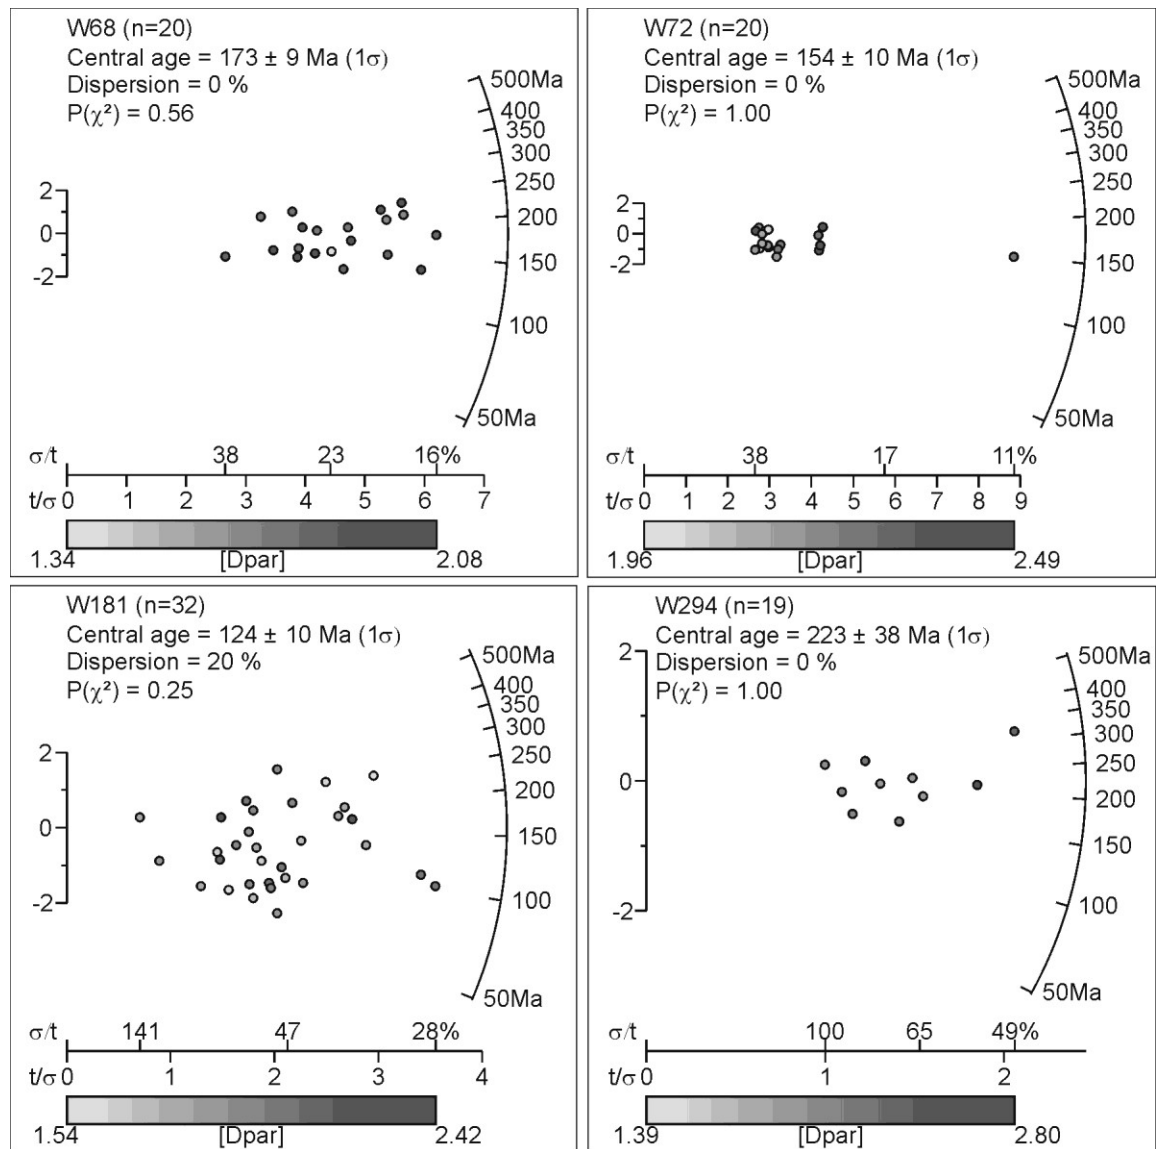 W68 (n=20)
Central age = 173 ± 9 Ma (1σ)
Dispersion = 0 %
P(χ²) = 0.56
500Ma
400
350
300
250
200
150
100
50Ma
2
0
-2
σ/t 38 23 16%
t/σ 0 1 2 3 4 5 6 7
1.34 [Dpar] 2.08
W72 (n=20)
Central age = 154 ± 10 Ma (1σ)
Dispersion = 0 %
P(χ²) = 1.00
500Ma
400
350
300
250
200
150
100
50Ma
2
0
-2
σ/t 38 17 11%
t/σ 0 1 2 3 4 5 6 7 8 9
1.96 [Dpar] 2.49
W181 (n=32)
Central age = 124 ± 10 Ma (1σ)
Dispersion = 20 %
P(χ²) = 0.25
500Ma
400
350
300
250
200
150
100
50Ma
2
0
-2
σ/t 141 47 28%
t/σ 0 1 2 3 4
1.54 [Dpar] 2.42
W294 (n=19)
Central age = 223 ± 38 Ma (1σ)
Dispersion = 0 %
P(χ²) = 1.00
500Ma
400
350
300
250
200
150
100
50Ma
2
0
-2
σ/t 100 65 49%
t/σ 0 1 2
1.39 [Dpar] 2.80